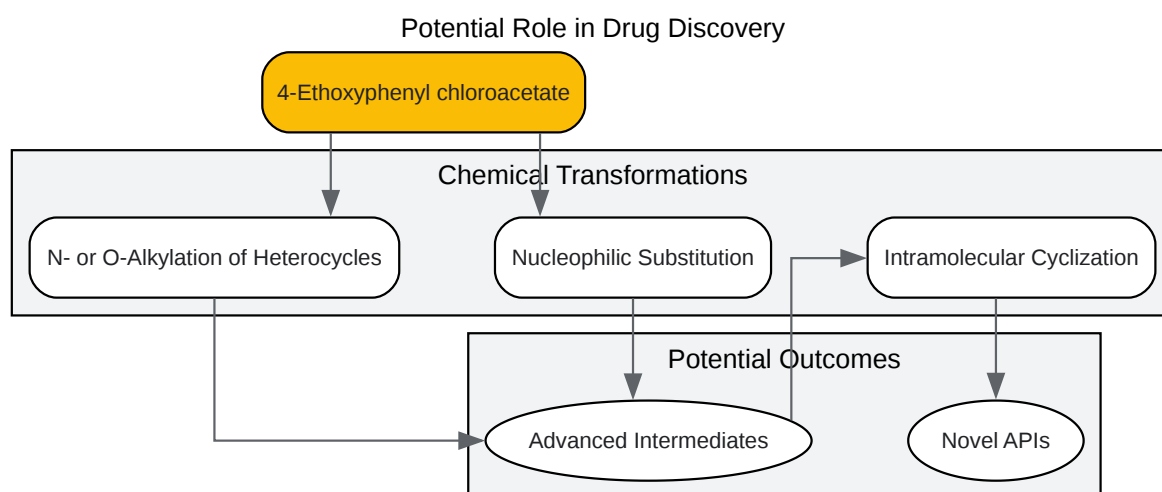 Potential Role in Drug Discovery
4-Ethoxyphenyl chloroacetate
Chemical Transformations
N- or O-Alkylation of Heterocycles
Nucleophilic Substitution
Intramolecular Cyclization
Potential Outcomes
Advanced Intermediates
Novel APIs